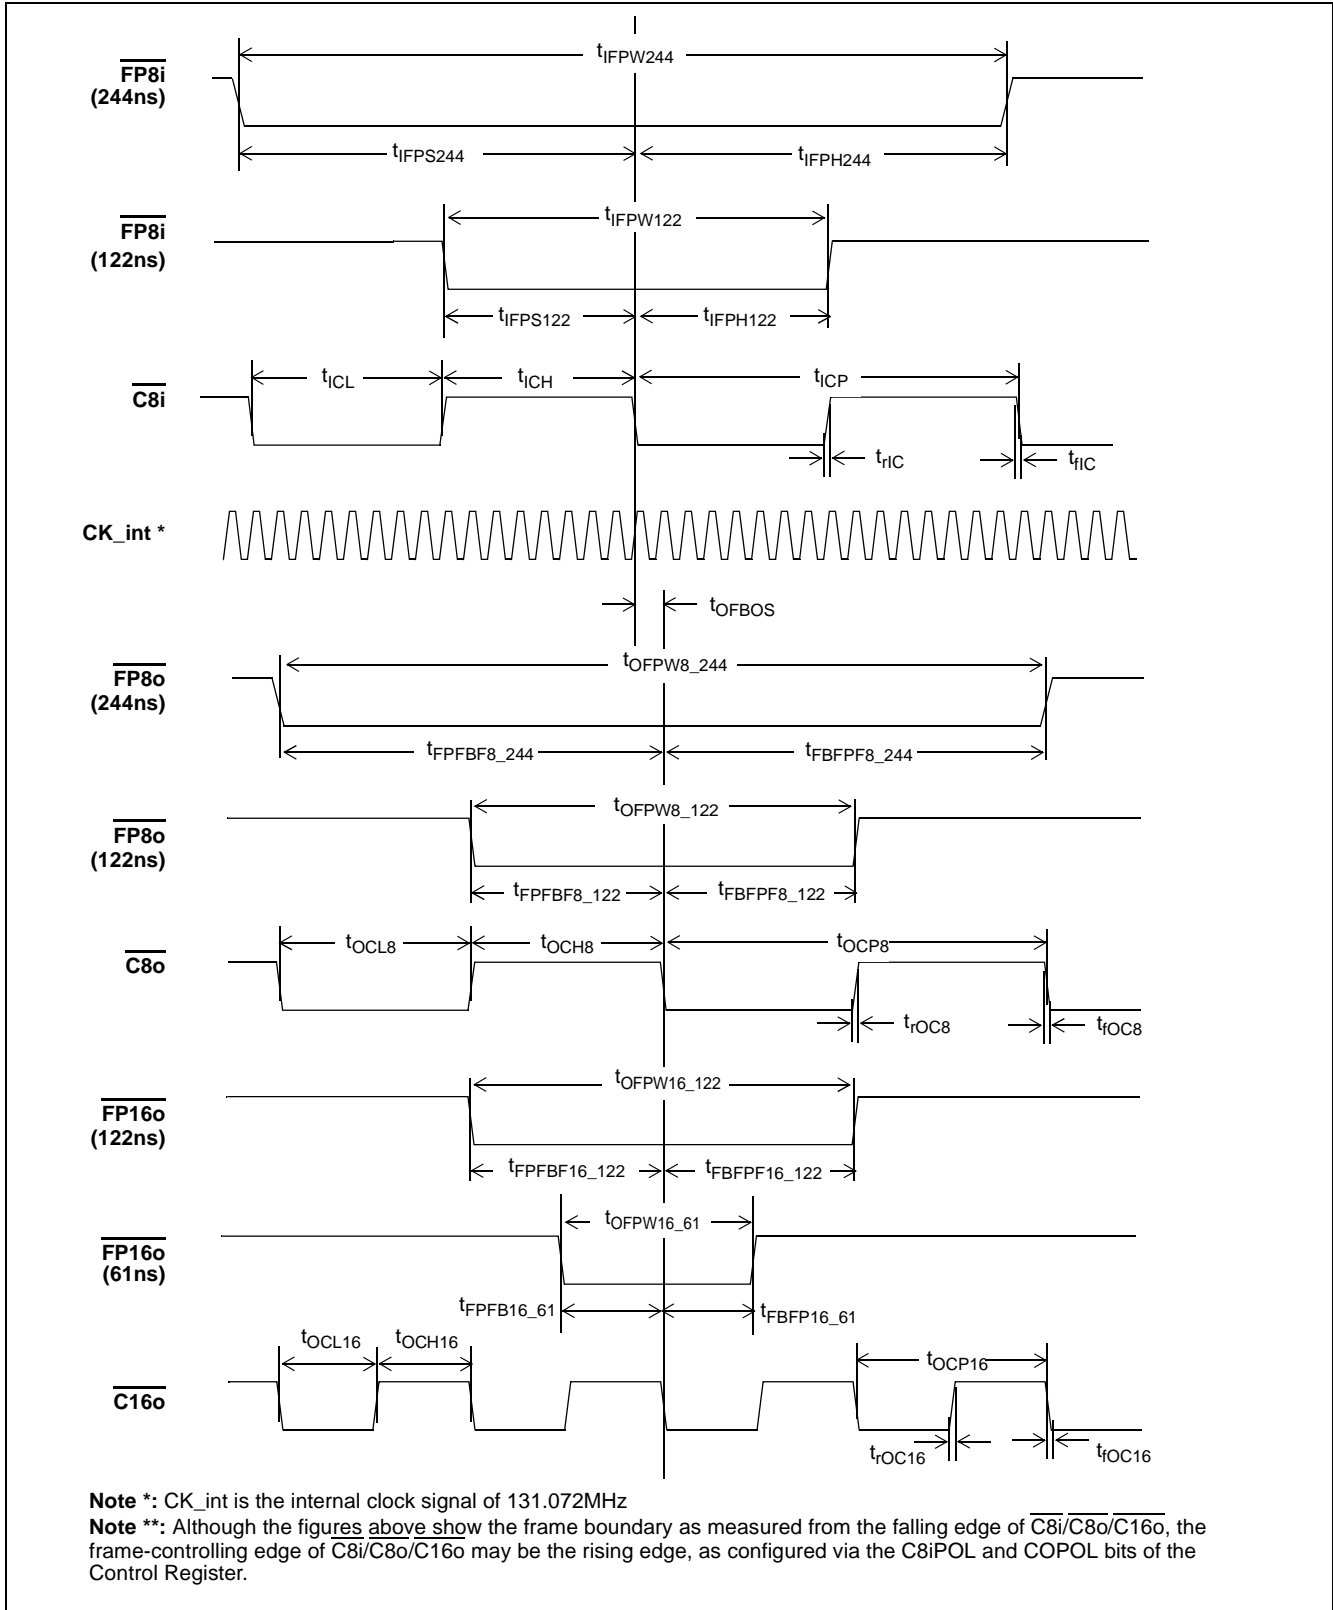 tIFPW244
FP8i
(244ns)
tIFPS244
tIFPH244
FP8i
(122ns)
tIFPW122
tIFPS122
tIFPH122
C8i
tICL
tICH
tICP
trIC
tfIC
CK_int *
tOFBOS
FP8o
(244ns)
tOFPW8_244
tFPFBF8_244
tFBFPF8_244
FP8o
(122ns)
tOFPW8_122
tFPFBF8_122
tFBFPF8_122
C8o
tOCL8
tOCH8
tOCP8
trOC8
tfOC8
FP16o
(122ns)
tOFPW16_122
tFPFBF16_122
tFBFPF16_122
FP16o
(61ns)
tOFPW16_61
tFPFB16_61
tFBFP16_61
C16o
tOCL16
tOCH16
tOCP16
trOC16
tfOC16
Note *: CK_int is the internal clock signal of 131.072MHz
Note **: Although the figures above show the frame boundary as measured from the falling edge of C8i/C8o/C16o, the
frame-controlling edge of C8i/C8o/C16o may be the rising edge, as configured via the C8iPOL and COPOL bits of the
Control Register.